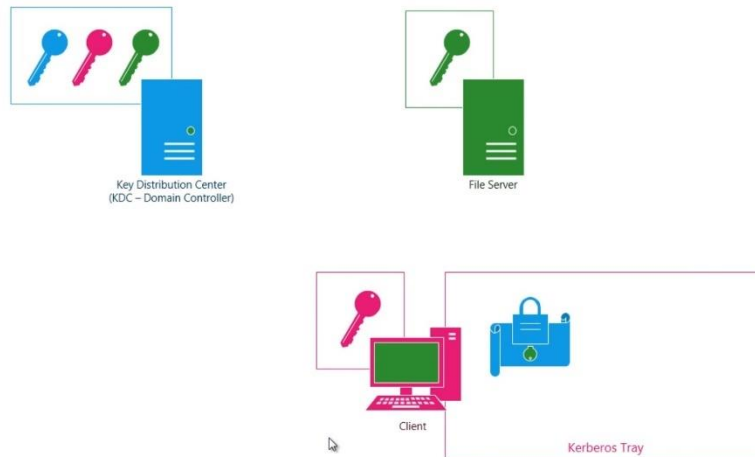 Key Distribution Center
(KDC – Domain Controller)
File Server
Client
Kerberos Tray